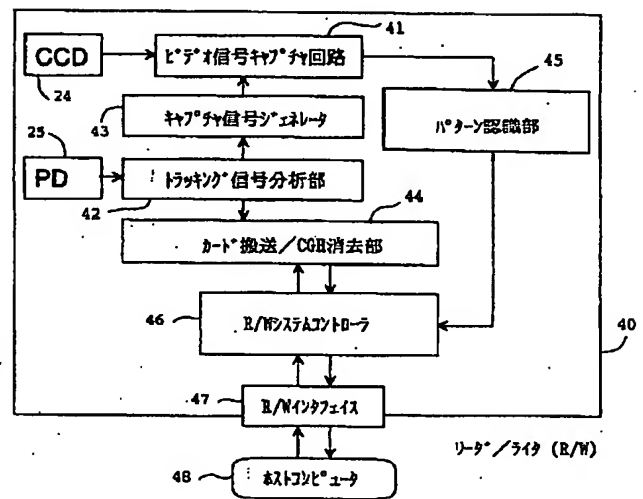 41
CCD
ビデオ信号キャプチャ回路
45
24
キャプチャ信号ジェネレータ
43
パターン認識部
25
PD
トラッキング信号分析部
42
44
カード搬送/CGH消去部
46
R/Wシステムコントローラ
40
47
R/Wインタフェイス
リーダ/ライタ (R/W)
48
ホストコンピュータ